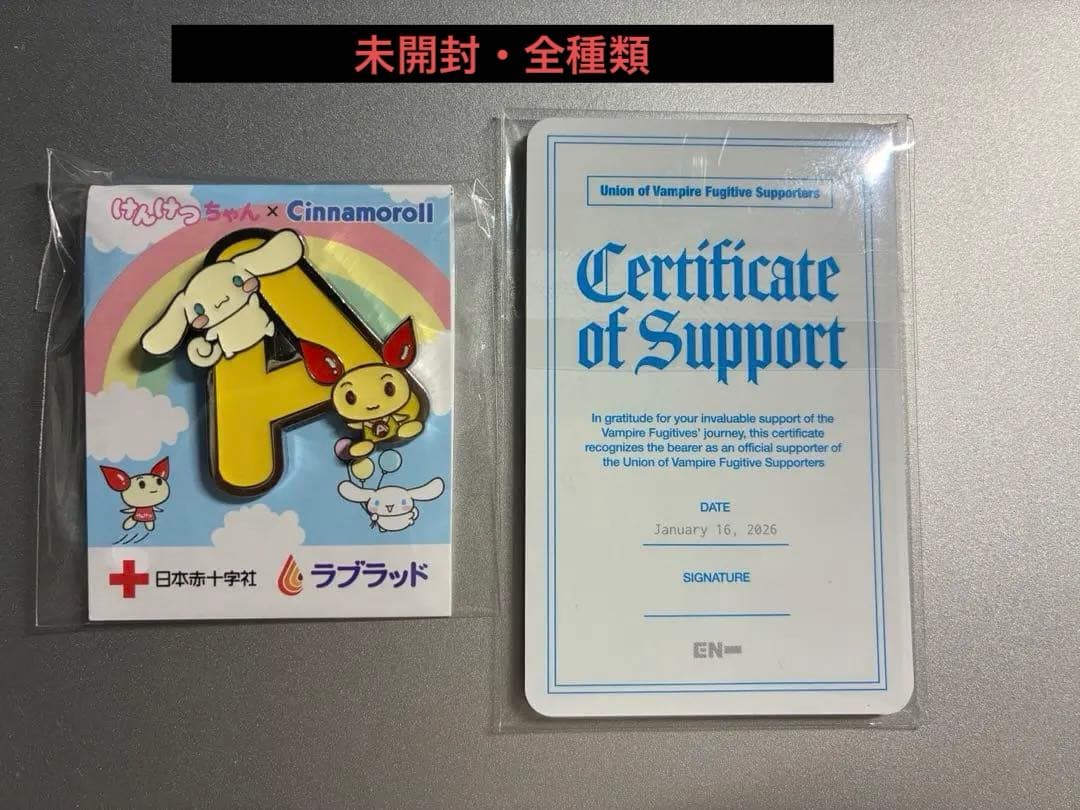 未開封・全種類
けんけつちゃん × Cinnamoroll
A
A
日本赤十字社
ラブラッド
Union of Vampire Fugitive Supporters
Certificate
of Support
In gratitude for your invaluable support of the
Vampire Fugitives' journey, this certificate
recognizes the bearer as an official supporter of
the Union of Vampire Fugitive Supporters
DATE
January 16, 2026
SIGNATURE
EN-